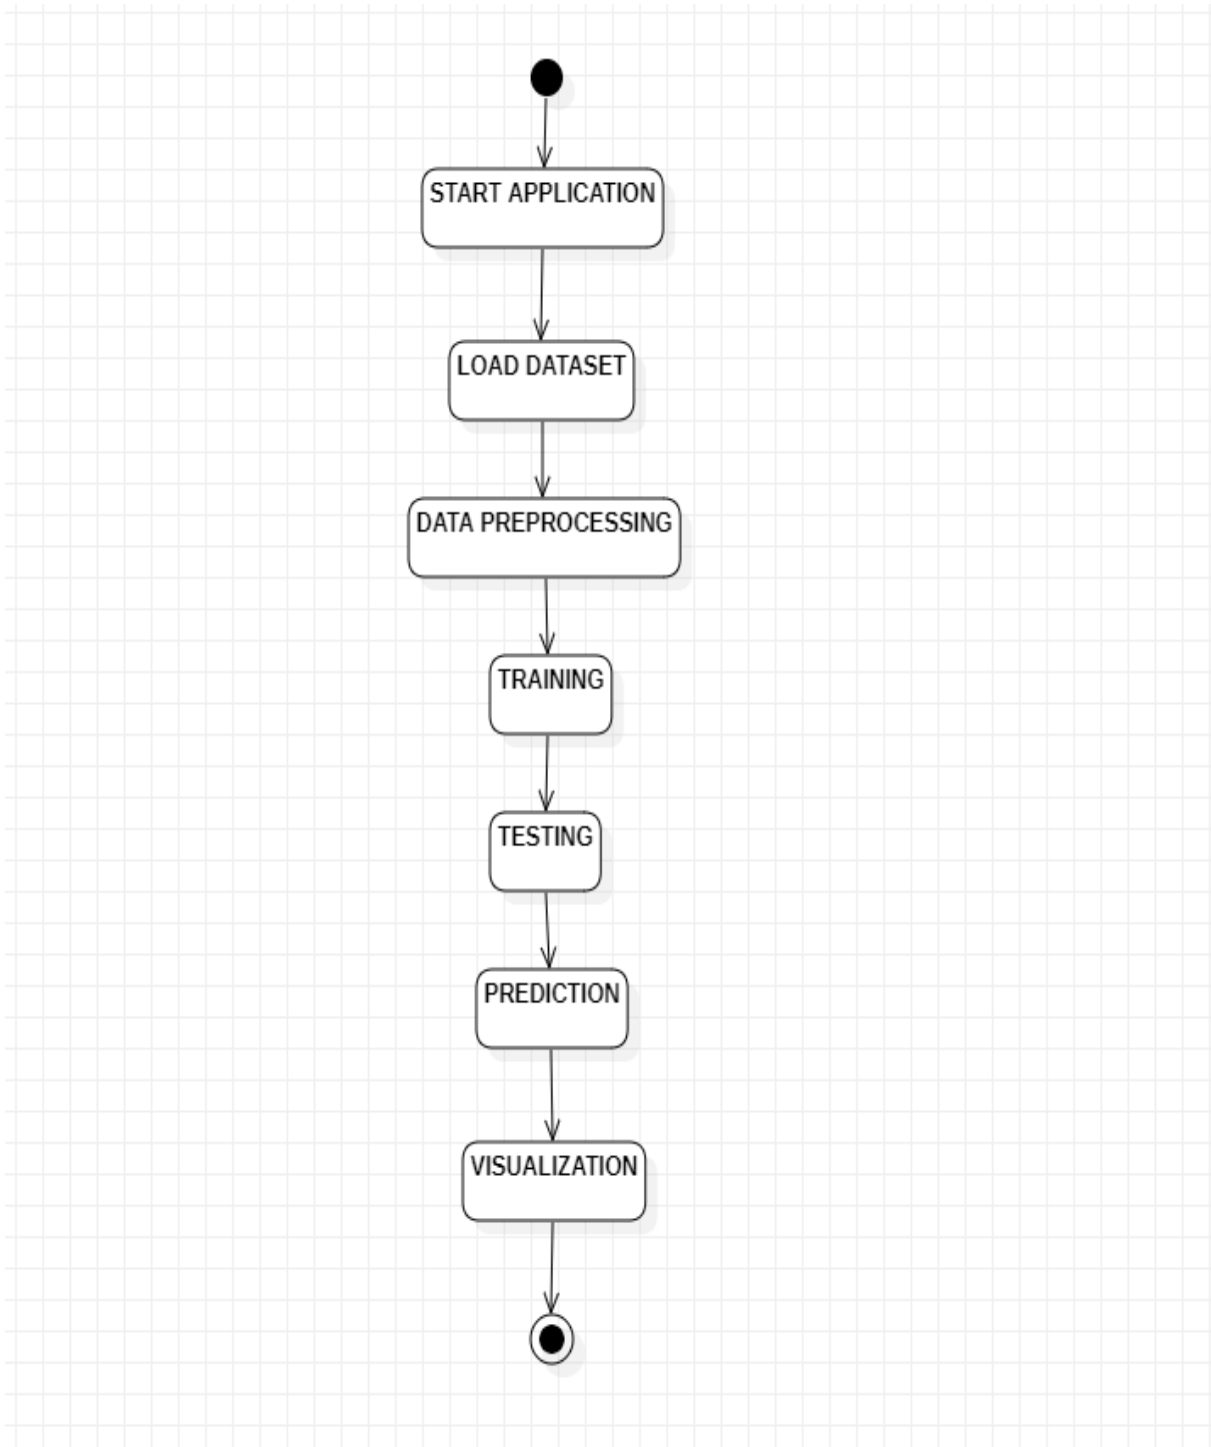 START APPLICATION
LOAD DATASET
DATA PREPROCESSING
TRAINING
TESTING
PREDICTION
VISUALIZATION